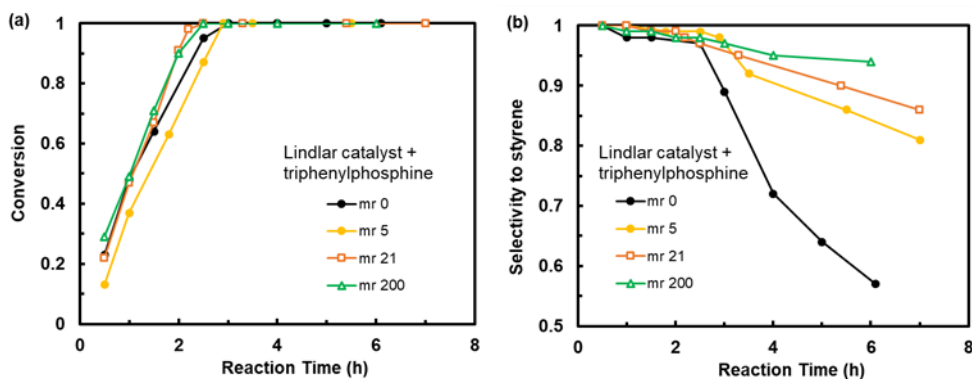 (a)
1
0.8
0.6
0.4
0.2
0
Conversion
Lindlar catalyst +
triphenylphosphine
mr 0
mr 5
mr 21
mr 200
0 2 4 6 8
Reaction Time (h)
(b)
1
0.9
0.8
0.7
0.6
0.5
Selectivity to styrene
Lindlar catalyst +
triphenylphosphine
mr 0
mr 5
mr 21
mr 200
0 2 4 6 8
Reaction Time (h)